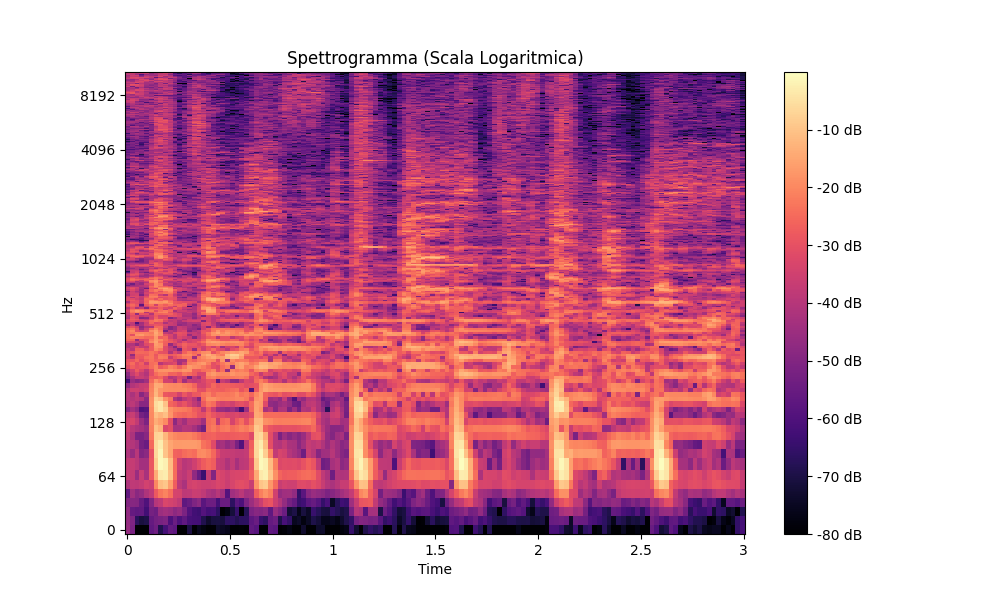 Spettrogramma (Scala Logaritmica)
8192
4096
2048
1024
512
256
128
64
0
Hz
0
0.5
1
1.5
2
2.5
3
Time
-10 dB
-20 dB
-30 dB
-40 dB
-50 dB
-60 dB
-70 dB
-80 dB